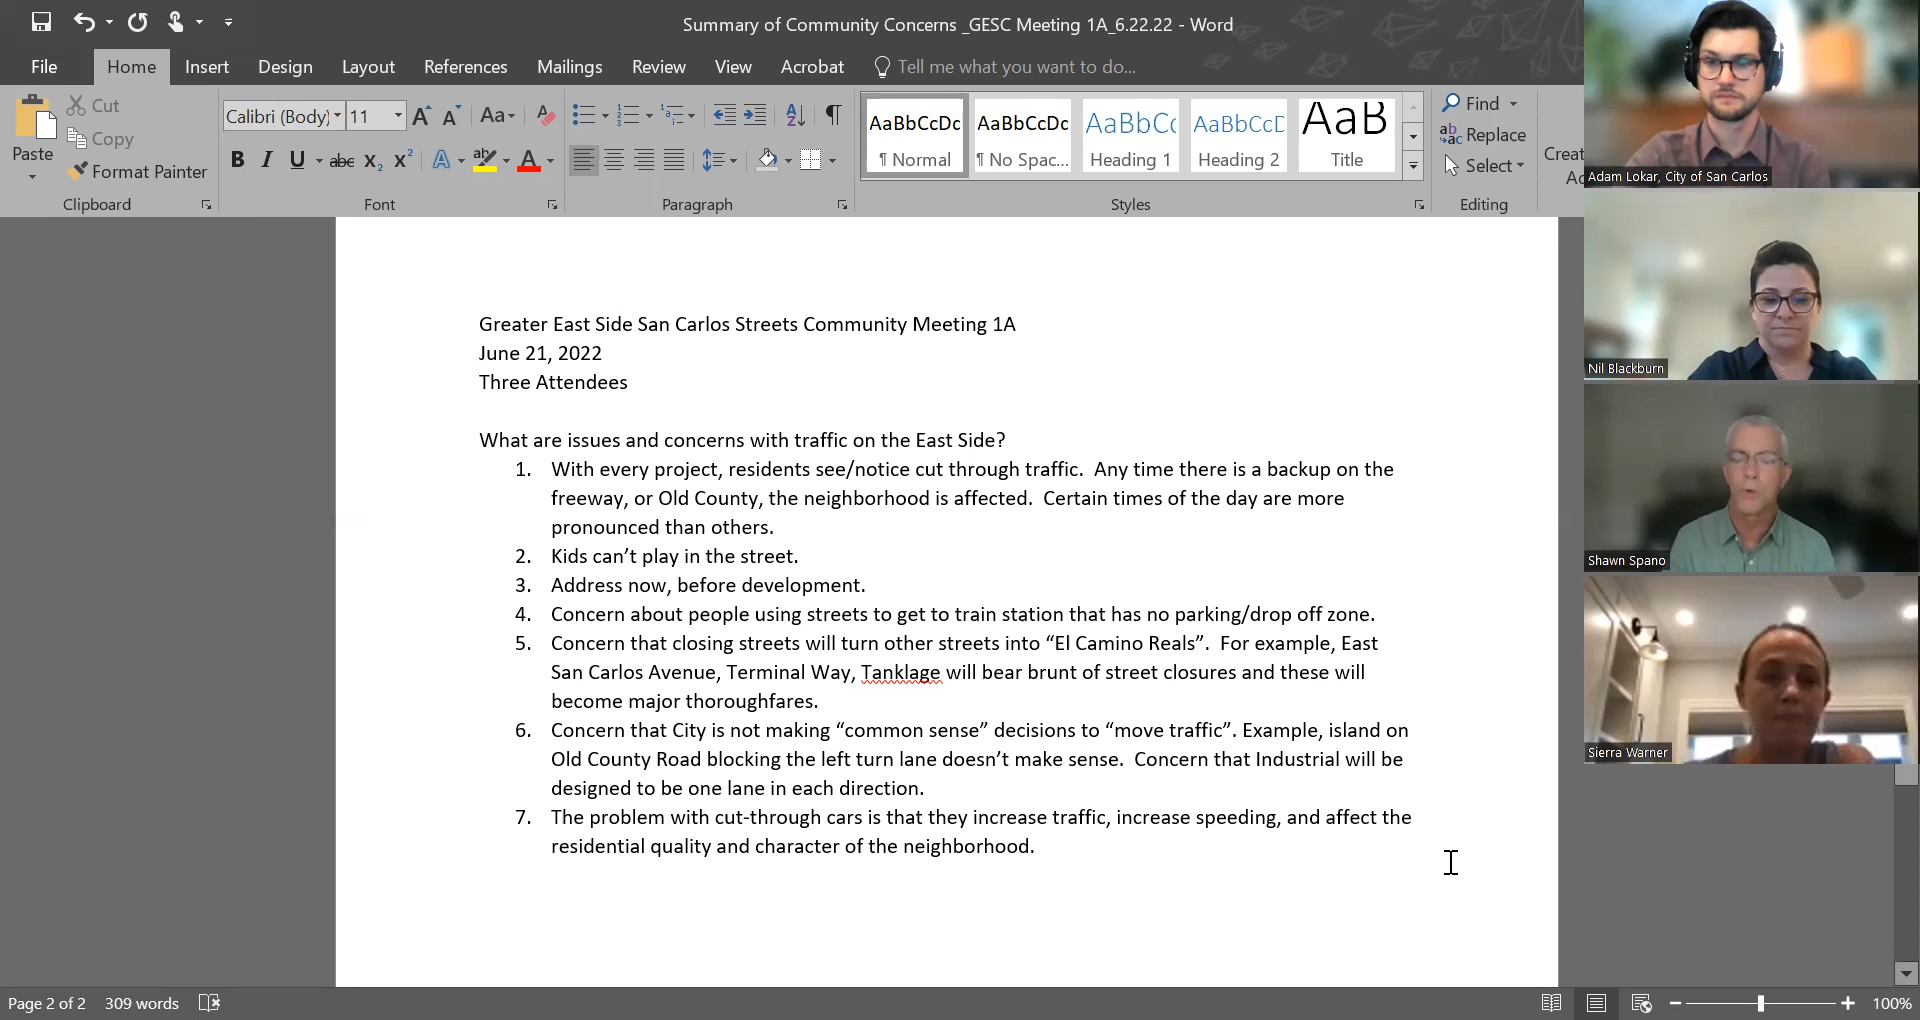 Summary of Community Concerns _GESC Meeting 1A_6.22.22 - Word
File Home Insert Design Layout References Mailings Review View Acrobat Tell me what you want to do...
Paste
Cut
Copy
Format Painter
Clipboard
Calibri (Body) 11
Font
Paragraph
AaBbCcDc AaBbCcDc AaBbCc AaBbCcD AaB
¶ Normal ¶ No Spac... Heading 1 Heading 2 Title
Styles
Find
Replace
Select
Editing
Greater East Side San Carlos Streets Community Meeting 1A
June 21, 2022
Three Attendees
What are issues and concerns with traffic on the East Side?
1. With every project, residents see/notice cut through traffic.  Any time there is a backup on the
freeway, or Old County, the neighborhood is affected.  Certain times of the day are more
pronounced than others.
2. Kids can’t play in the street.
3. Address now, before development.
4. Concern about people using streets to get to train station that has no parking/drop off zone.
5. Concern that closing streets will turn other streets into “El Camino Reals”.  For example, East
San Carlos Avenue, Terminal Way, Tanklage will bear brunt of street closures and these will
become major thoroughfares.
6. Concern that City is not making “common sense” decisions to “move traffic”. Example, island on
Old County Road blocking the left turn lane doesn’t make sense.  Concern that Industrial will be
designed to be one lane in each direction.
7. The problem with cut-through cars is that they increase traffic, increase speeding, and affect the
residential quality and character of the neighborhood.
Adam Lokar, City of San Carlos
Nil Blackburn
Shawn Spano
Sierra Warner
Page 2 of 2 309 words
100%